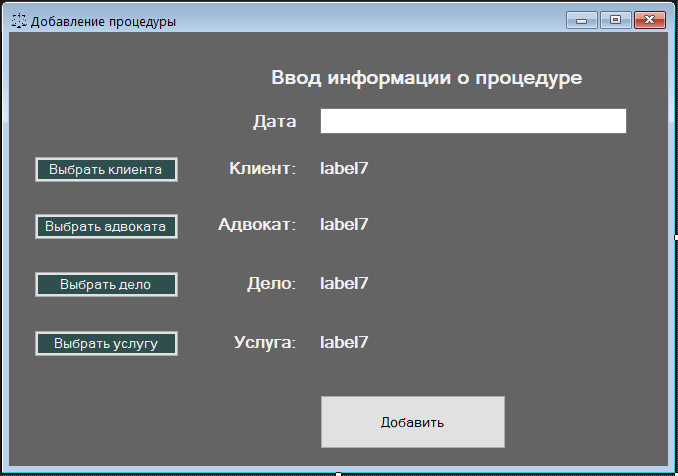 Добавление процедуры
Ввод информации о процедуре
Дата
Выбрать клиента Клиент: label7
Выбрать адвоката Адвокат: label7
Выбрать дело Дело: label7
Выбрать услугу Услуга: label7
Добавить